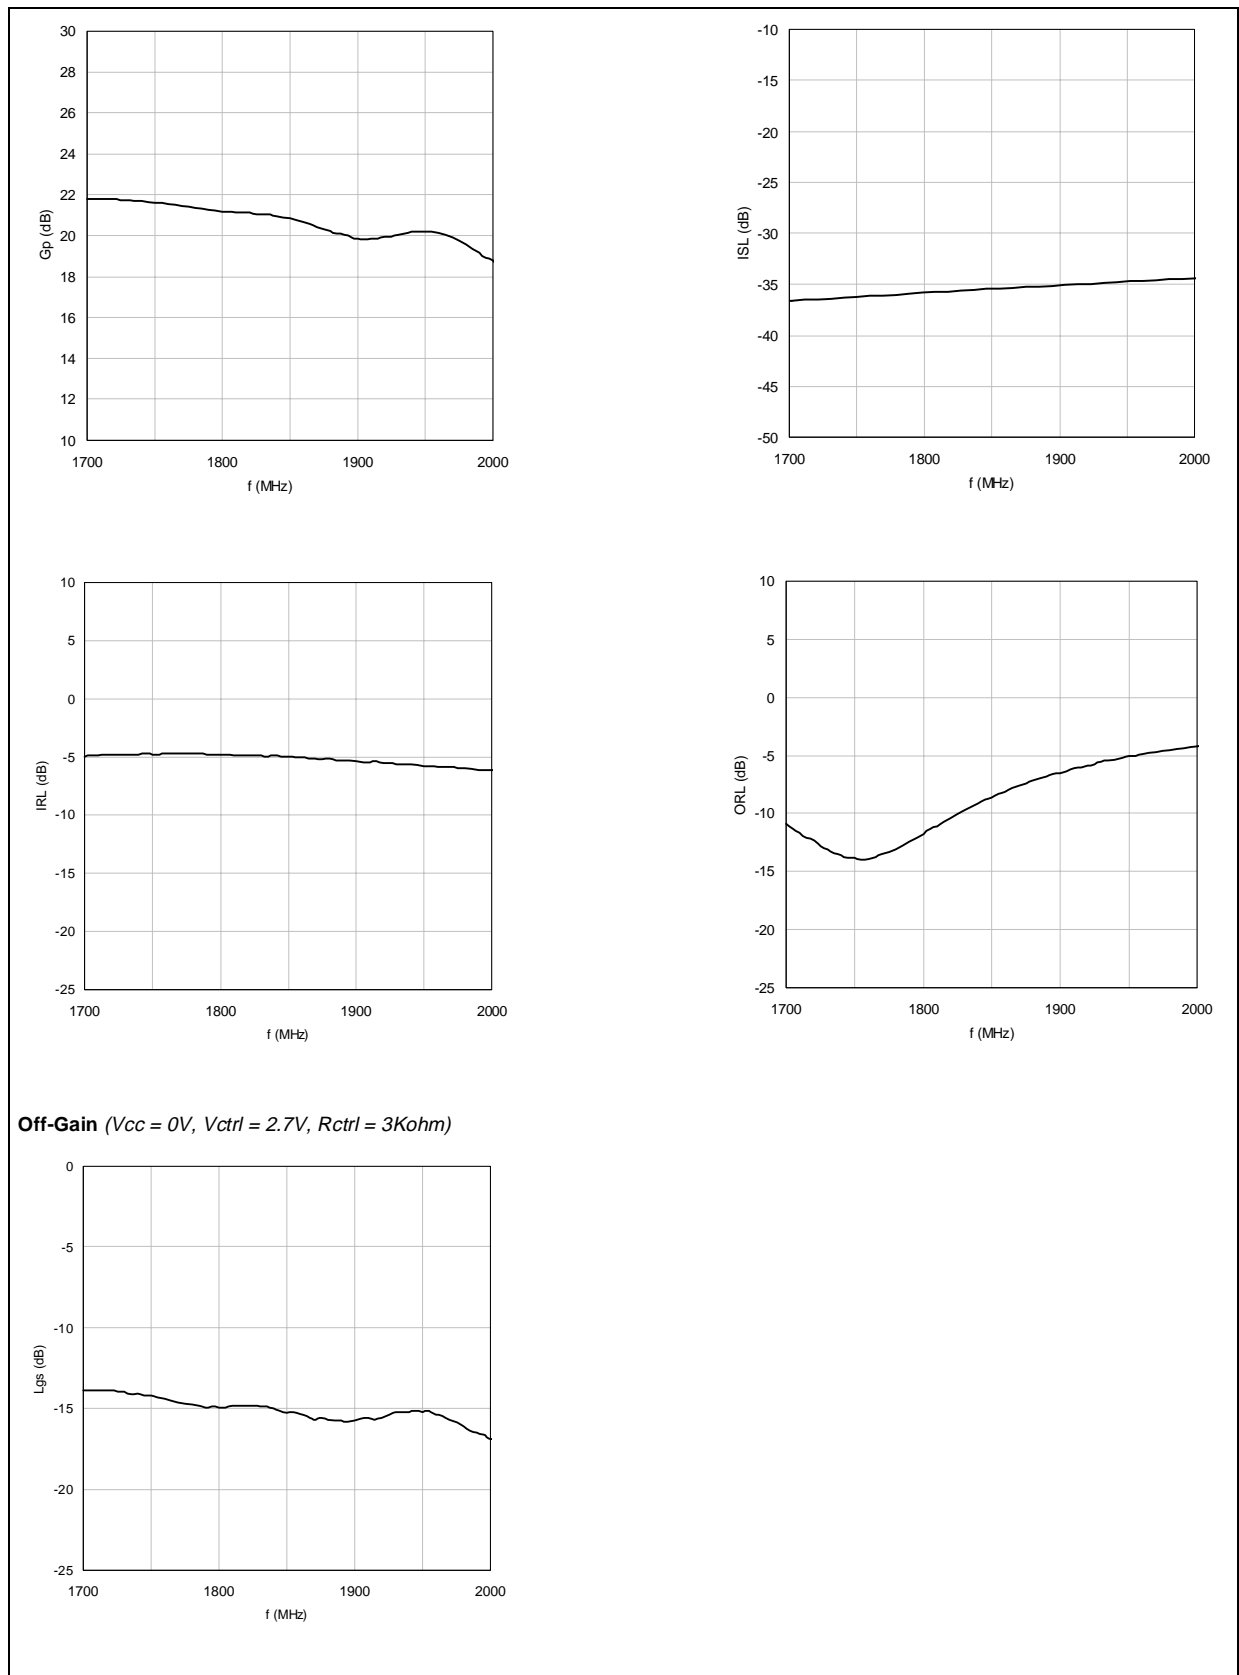 30
28
26
24
22
20
18
16
14
12
10
Gp (dB)
1700 1800 1900 2000
f (MHz)
-10
-15
-20
-25
-30
-35
-40
-45
-50
ISL (dB)
1700 1800 1900 2000
f (MHz)
10
5
0
-5
-10
-15
-20
-25
IRL (dB)
1700 1800 1900 2000
f (MHz)
10
5
0
-5
-10
-15
-20
-25
ORL (dB)
1700 1800 1900 2000
f (MHz)
Off-Gain (Vcc = 0V, Vctrl = 2.7V, Rctrl = 3Kohm)
0
-5
-10
-15
-20
-25
Lgs (dB)
1700 1800 1900 2000
f (MHz)